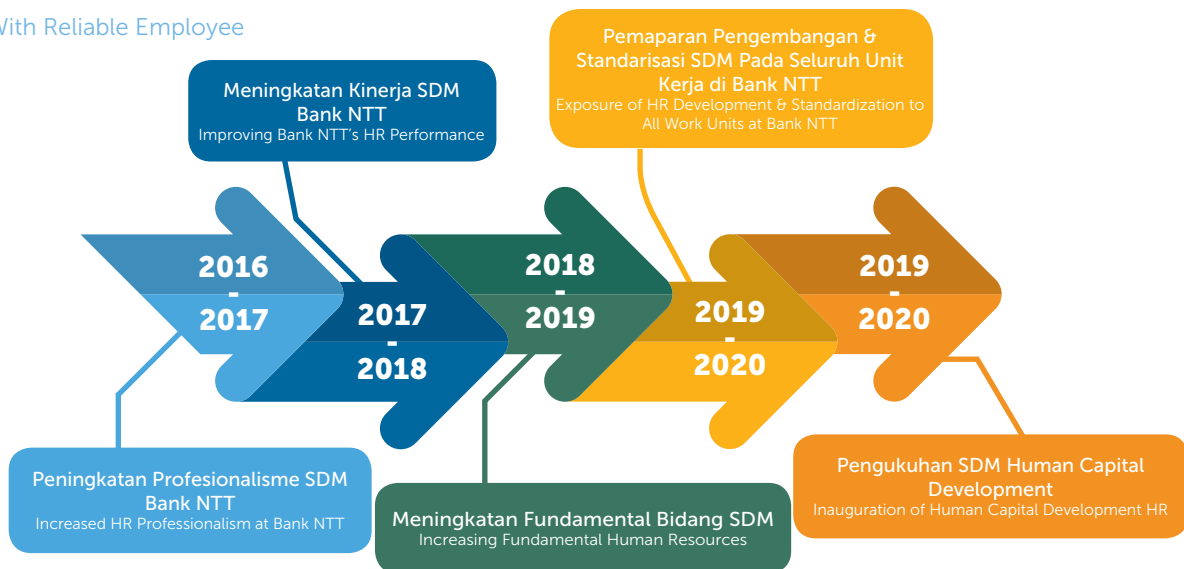 With Reliable Employee
Meningkatan Kinerja SDM
Bank NTT
Improving Bank NTT's HR Performance
Pemaparan Pengembangan &
Standarisasi SDM Pada Seluruh Unit
Kerja di Bank NTT
Exposure of HR Development & Standardization to
All Work Units at Bank NTT
2016
-
2017
2017
-
2018
2018
-
2019
2019
-
2020
2019
-
2020
Peningkatan Profesionalisme SDM
Bank NTT
Increased HR Professionalism at Bank NTT
Meningkatan Fundamental Bidang SDM
Increasing Fundamental Human Resources
Pengukuhan SDM Human Capital
Development
Inauguration of Human Capital Development HR